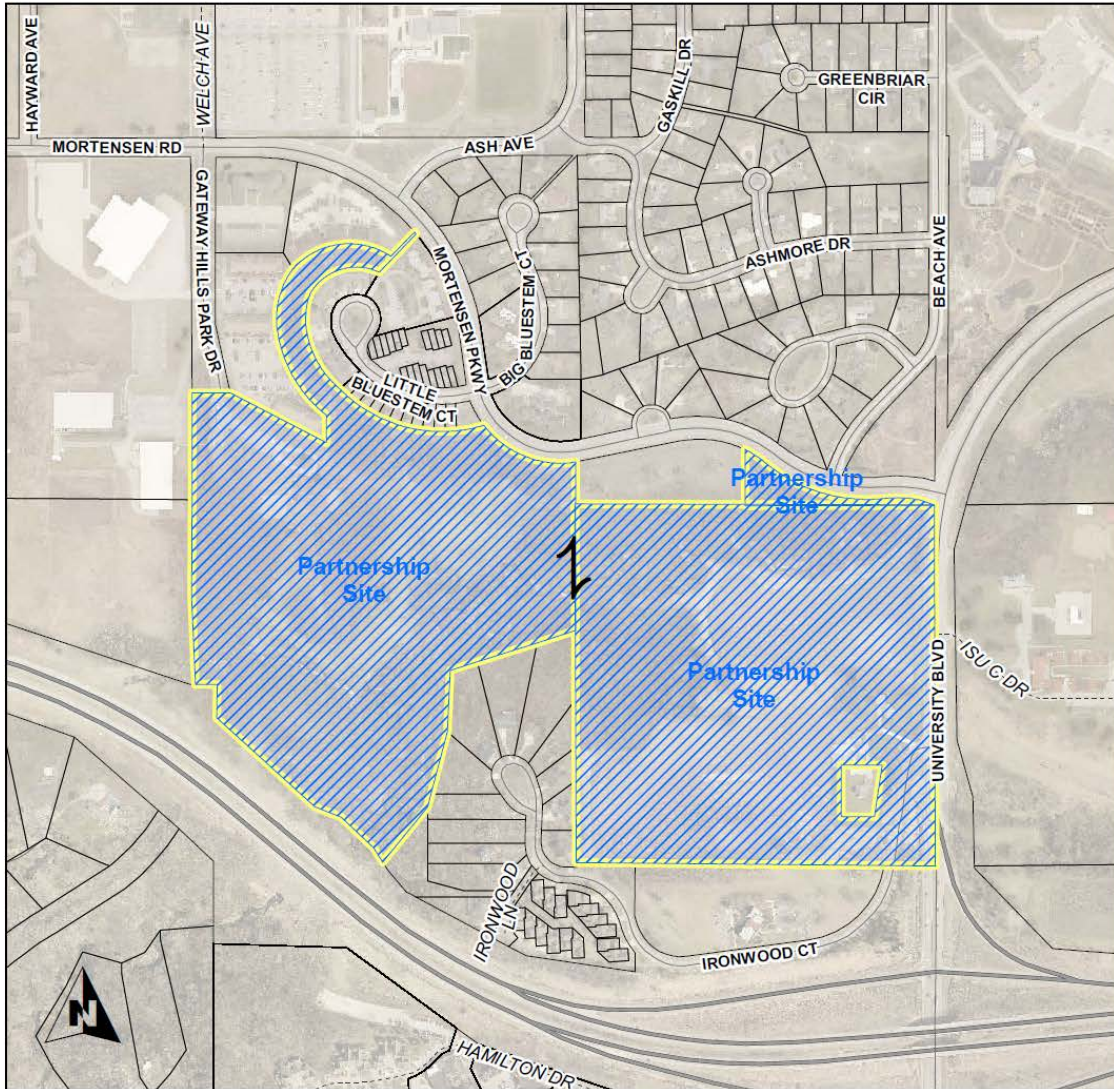 HAYWARD AVE
WELCH AVE
GASKILL DR
GREENBRIAR
CIR
MORTENSEN RD
ASH AVE
GATEWAY HILLS PARK DR
ASHMORE DR
BEACH AVE
MORTENSEN PKWY
BIG BLUESTEM CT
LITTLE
BLUESTEM CT
Partnership
Site
Partnership
Site
Partnership
Site
ISU C DR
UNIVERSITY BLVD
IRONWOOD
LN
IRONWOOD CT
N
HAMILTON DR